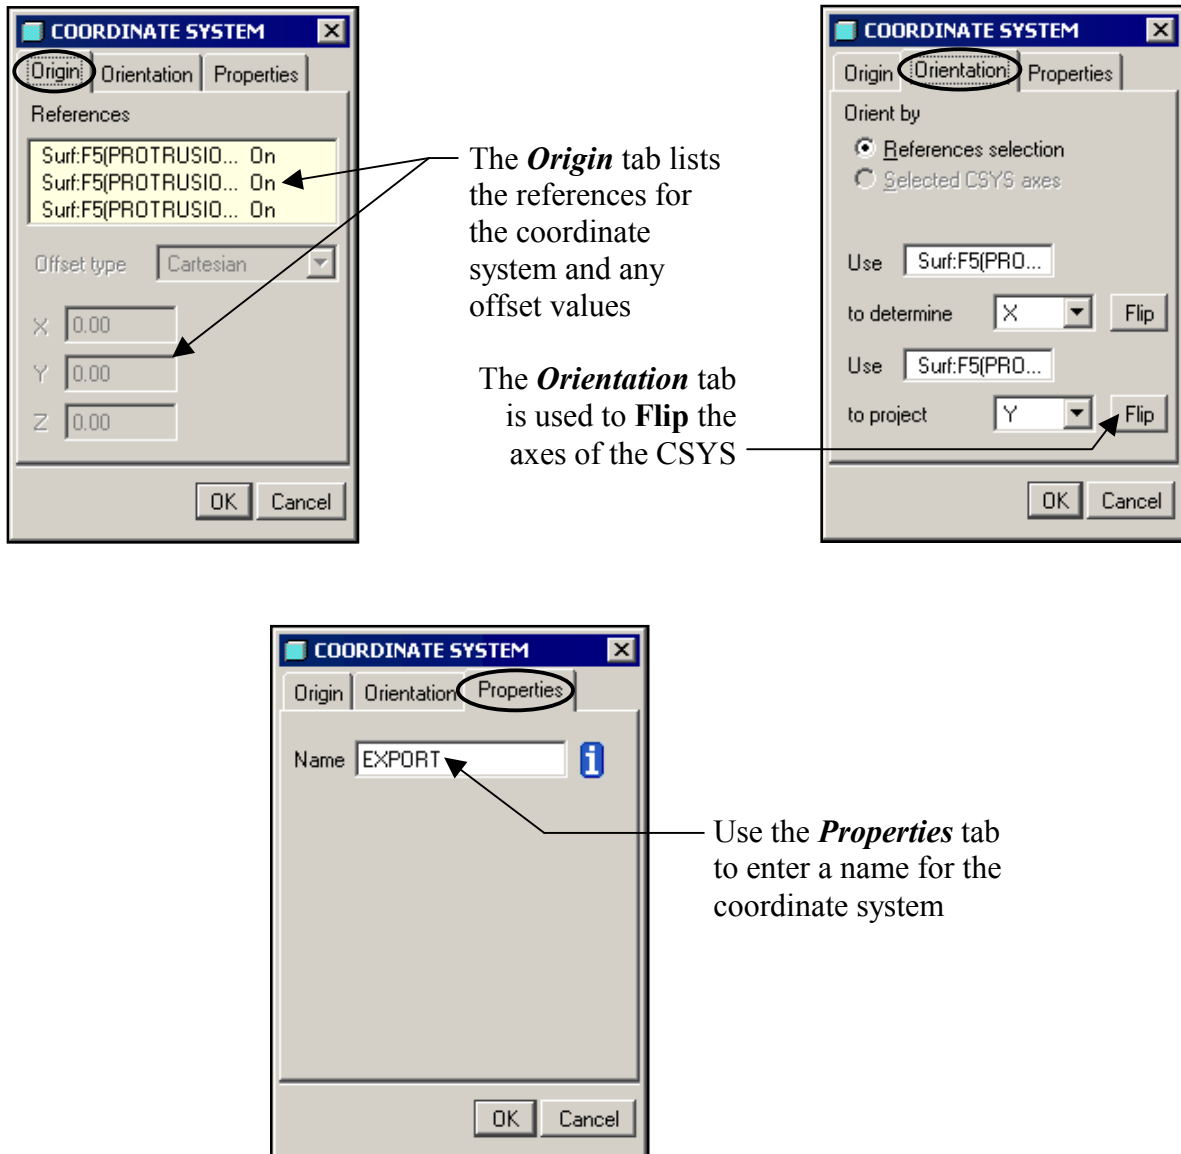 COORDINATE SYSTEM
Origin Orientation Properties
References
Surf:F5(PROTRUSIO... On
Surf:F5(PROTRUSIO... On
Surf:F5(PROTRUSIO... On
Offset type Cartesian
X 0.00
Y 0.00
Z 0.00
OK Cancel
The Origin tab lists
the references for
the coordinate
system and any
offset values
The Orientation tab
is used to Flip the
axes of the CSYS
COORDINATE SYSTEM
Origin Orientation Properties
Orient by
References selection
Selected CSYS axes
Use Surf:F5(PRO...
to determine X Flip
Use Surf:F5(PRO...
to project Y Flip
OK Cancel
COORDINATE SYSTEM
Origin Orientation Properties
Name EXPORT
Use the Properties tab
to enter a name for the
coordinate system
OK Cancel